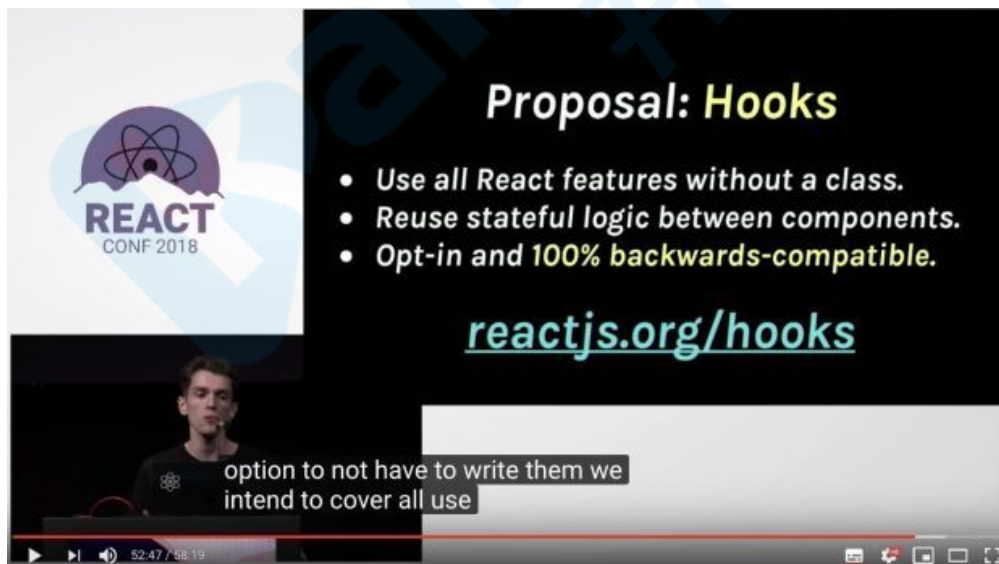 Proposal: Hooks
• Use all React features without a class.
• Reuse stateful logic between components.
• Opt-in and 100% backwards-compatible.
reactjs.org/hooks
REACT
CONF 2018
option to not have to write them we
intend to cover all use
52:47 / 58:19